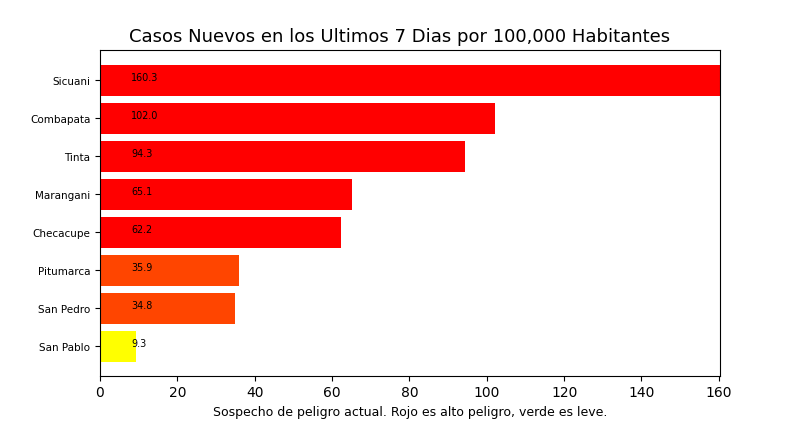 Casos Nuevos en los Ultimos 7 Dias por 100,000 Habitantes
Sicuani 160.3
Combapata 102.0
Tinta 94.3
Marangani 65.1
Checacupe 62.2
Pitumarca 35.9
San Pedro 34.8
San Pablo 9.3
0 20 40 60 80 100 120 140 160
Sospecho de peligro actual. Rojo es alto peligro, verde es leve.